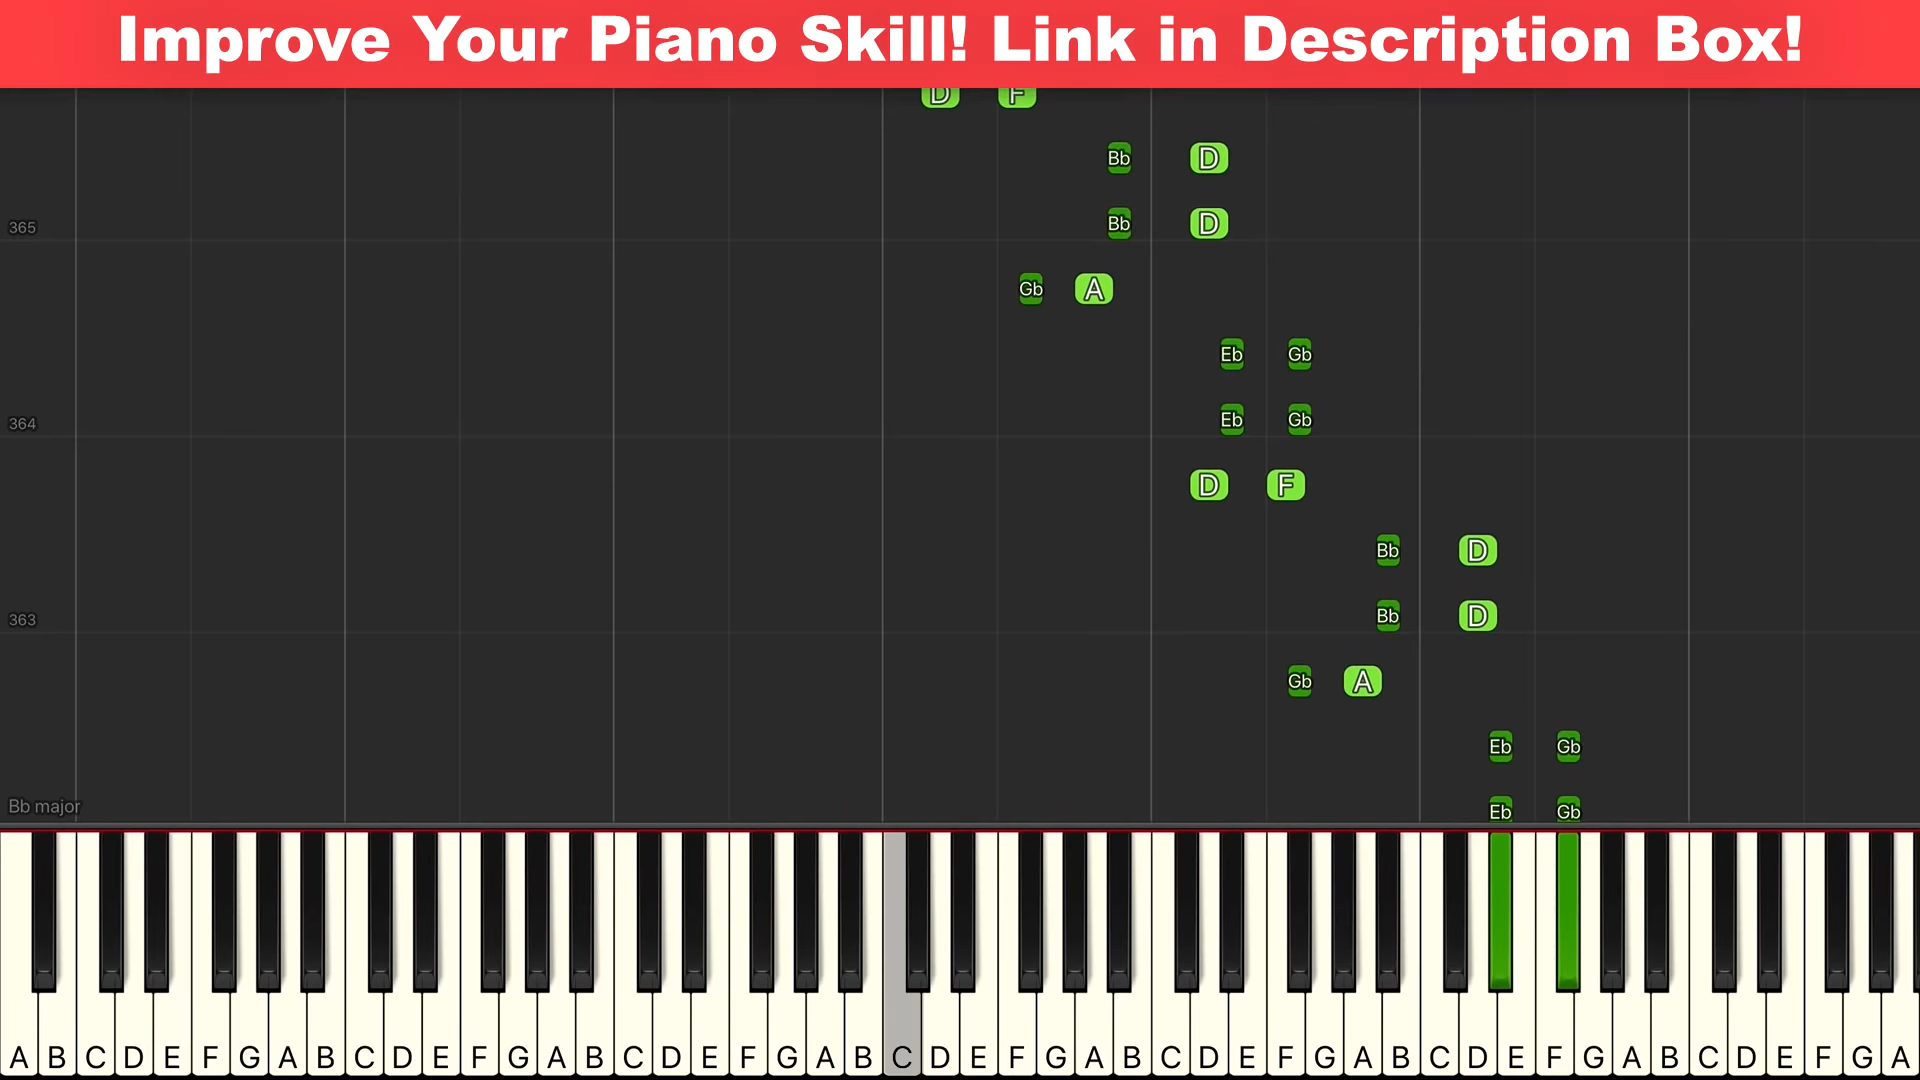 Improve Your Piano Skill! Link in Description Box!
D F
Bb D
365
Bb D
Gb A
Eb Gb
364
Eb Gb
D F
Bb D
363
Bb D
Gb A
Eb Gb
Bb major
Eb Gb
A B C D E F G A B C D E F G A B C D E F G A B C D E F G A B C D E F G A B C D E F G A B C D E F G A